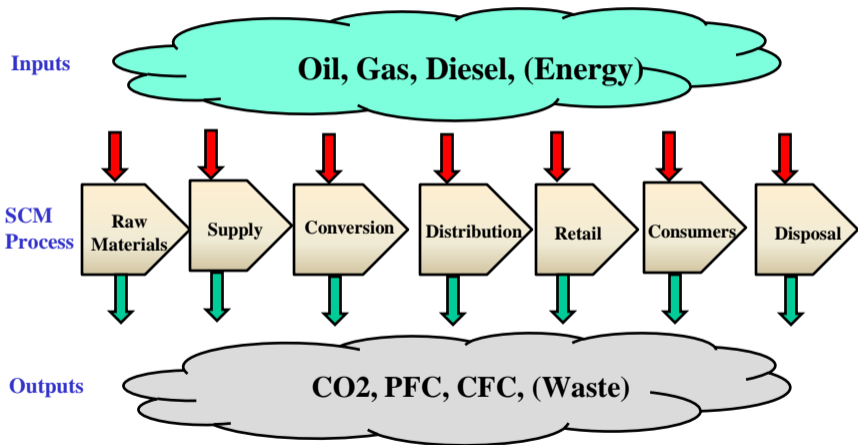 Inputs
Oil, Gas, Diesel, (Energy)
SCM
Process
Raw
Materials
Supply
Conversion
Distribution
Retail
Consumers
Disposal
Outputs
CO2, PFC, CFC, (Waste)